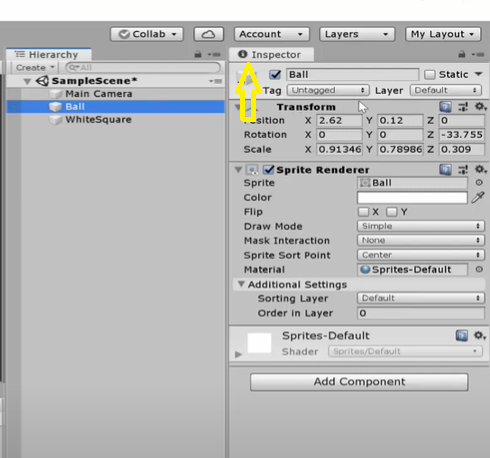 Collab Account Layers My Layout
Hierarchy Inspector
Create All
SampleScene*
Main Camera
Ball
WhiteSquare
Ball Static
Tag Untagged Layer Default
Transform
Position X 2.62 Y 0.12 Z 0
Rotation X 0 Y 0 Z -33.755
Scale X 0.91346 Y 0.78986 Z 0.309
Sprite Renderer
Sprite Ball
Color
Flip X Y
Draw Mode Simple
Mask Interaction None
Sprite Sort Point Center
Material Sprites-Default
Additional Settings
Sorting Layer Default
Order in Layer 0
Sprites-Default
Shader Sprites/Default
Add Component